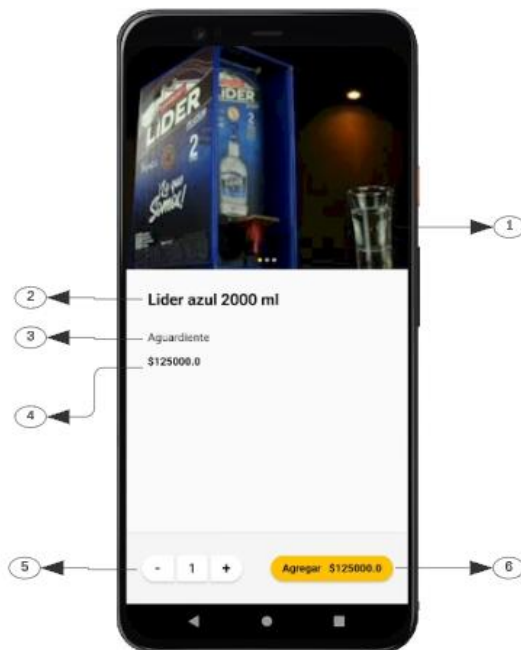 LIDER
2
¡Lo que
Somos!
LIDER
2
1
2
Lider azul 2000 ml
3
Aguardiente
$125000.0
4
5
- 1 +
Agregar $125000.0
6